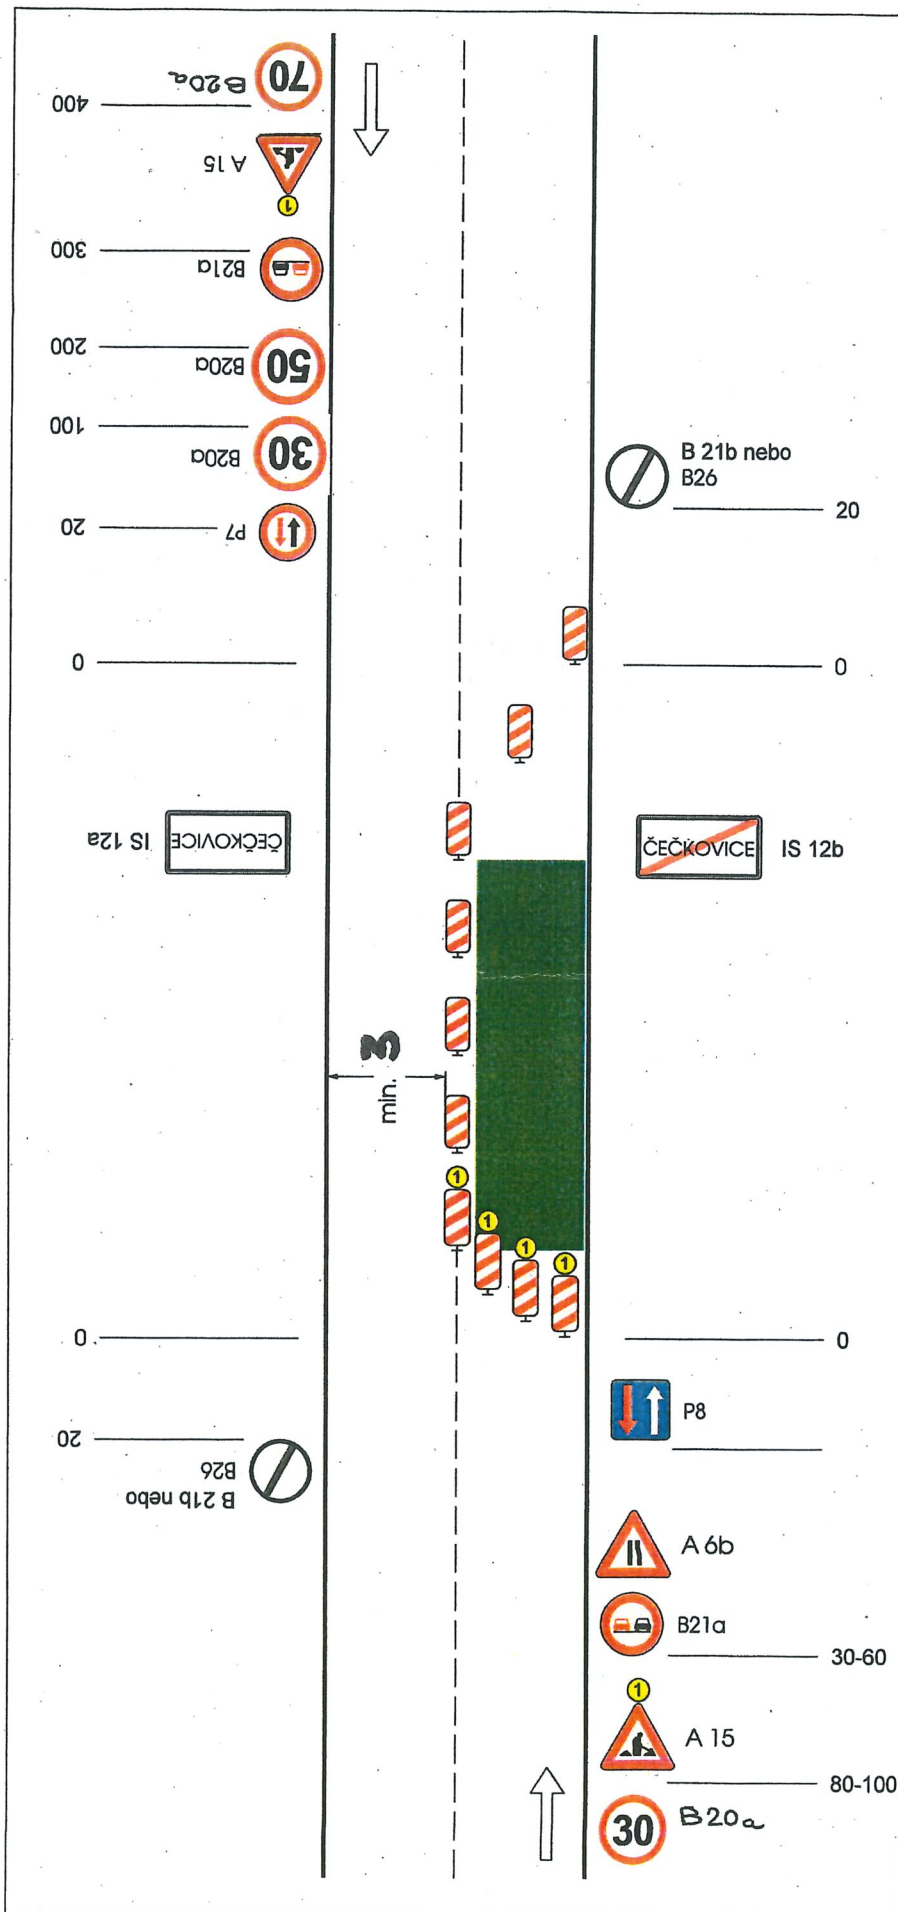 70 B20a
400
A 15
1
300
B21a
200
50 B20a
100
30 B20a
20
P7
B 21b nebo
B26
20
0
0
ČEČKOVICE IS 12a
ČEČKOVICE IS 12b
min. 3
1
1
1
1
0
0
P8
20
B 21b nebo
B26
A 6b
B21a
30-60
1
A 15
80-100
30 B20a